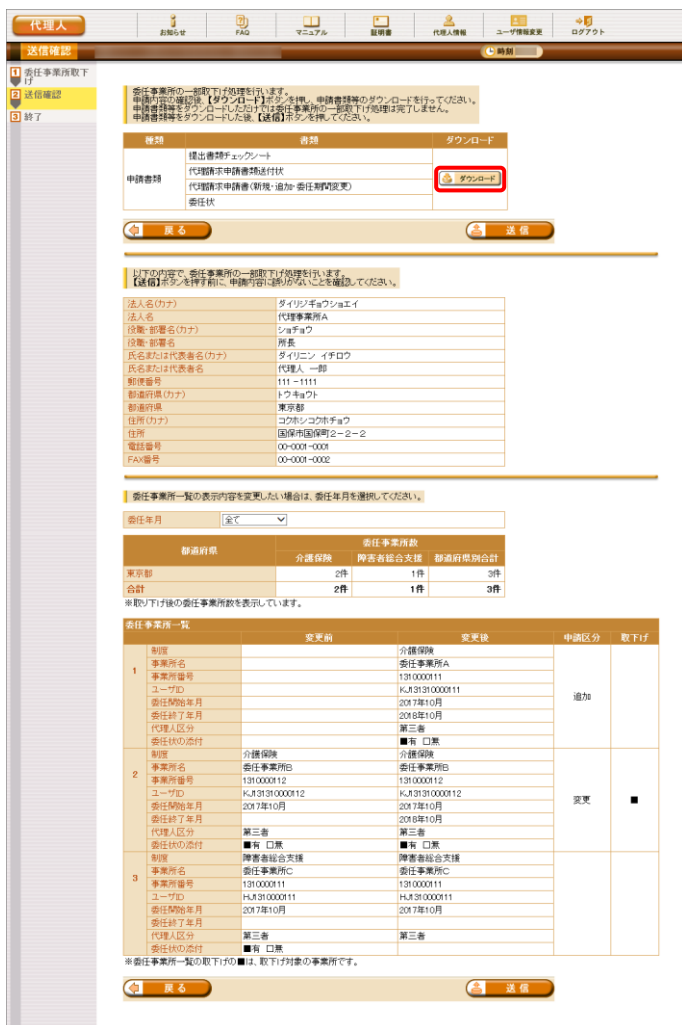 代理人
お知らせ
FAQ
マニュアル
証明書
代理人情報
ユーザ情報変更
ログアウト
送信確認
時刻
1 委任事業所取下げ
2 送信確認
3 終了
委任事業所の一部取下げ処理を行います。
申請内容の確認後、【ダウンロード】ボタンを押し、申請書類等のダウンロードを行ってください。
申請書類等をダウンロードしただけでは委任事業所の一部取下げ処理は完了しません。
申請書類等をダウンロードした後、【送信】ボタンを押してください。
種類 書類 ダウンロード
申請書類
提出書類チェックシート
代理請求申請書類送付状
代理請求申請書(新規・追加・委任期間変更)
委任状
ダウンロード
戻る 送信
以下の内容で、委任事業所の一部取下げ処理を行います。
【送信】ボタンを押す前に、申請内容に誤りがないことを確認してください。
法人名(カナ) ダイリジギョウショエイ
法人名 代理事業所A
役職・部署名(カナ) ショチョウ
役職・部署名 所長
氏名または代表者名(カナ) ダイリニン イチロウ
氏名または代表者名 代理人 一郎
郵便番号 111-1111
都道府県(カナ) トウキョウト
都道府県 東京都
住所(カナ) コクホシコクホチョウ
住所 国保市国保町2-2-2
電話番号 00-0001-0001
FAX番号 00-0001-0002
委任事業所一覧の表示内容を変更したい場合は、委任年月を選択してください。
委任年月 全て
都道府県 委任事業所数
介護保険 障害者総合支援 都道府県別合計
東京都 2件 1件 3件
合計 2件 1件 3件
※取り下げ後の委任事業所数を表示しています。
委任事業所一覧
変更前 変更後 申請区分 取下げ
1
制度 介護保険
事業所名 委任事業所A
事業所番号 1310000111
ユーザID KJ131310000111
委任開始年月 2017年10月
委任終了年月 2018年10月
代理人区分 第三者
委任状の添付 ■有 □無
追加
2
制度 介護保険 介護保険
事業所名 委任事業所B 委任事業所B
事業所番号 1310000112 1310000112
ユーザID KJ131310000112 KJ131310000112
委任開始年月 2017年10月 2017年10月
委任終了年月 2018年10月
代理人区分 第三者 第三者
委任状の添付 ■有 □無 ■有 □無
変更 ■
3
制度 障害者総合支援 障害者総合支援
事業所名 委任事業所C 委任事業所C
事業所番号 1310000111 1310000111
ユーザID HJ1310000111 HJ1310000111
委任開始年月 2017年10月 2017年10月
委任終了年月
代理人区分 第三者 第三者
委任状の添付 ■有 □無
※委任事業所一覧の取下げの■は、取下げ対象の事業所です。
戻る 送信